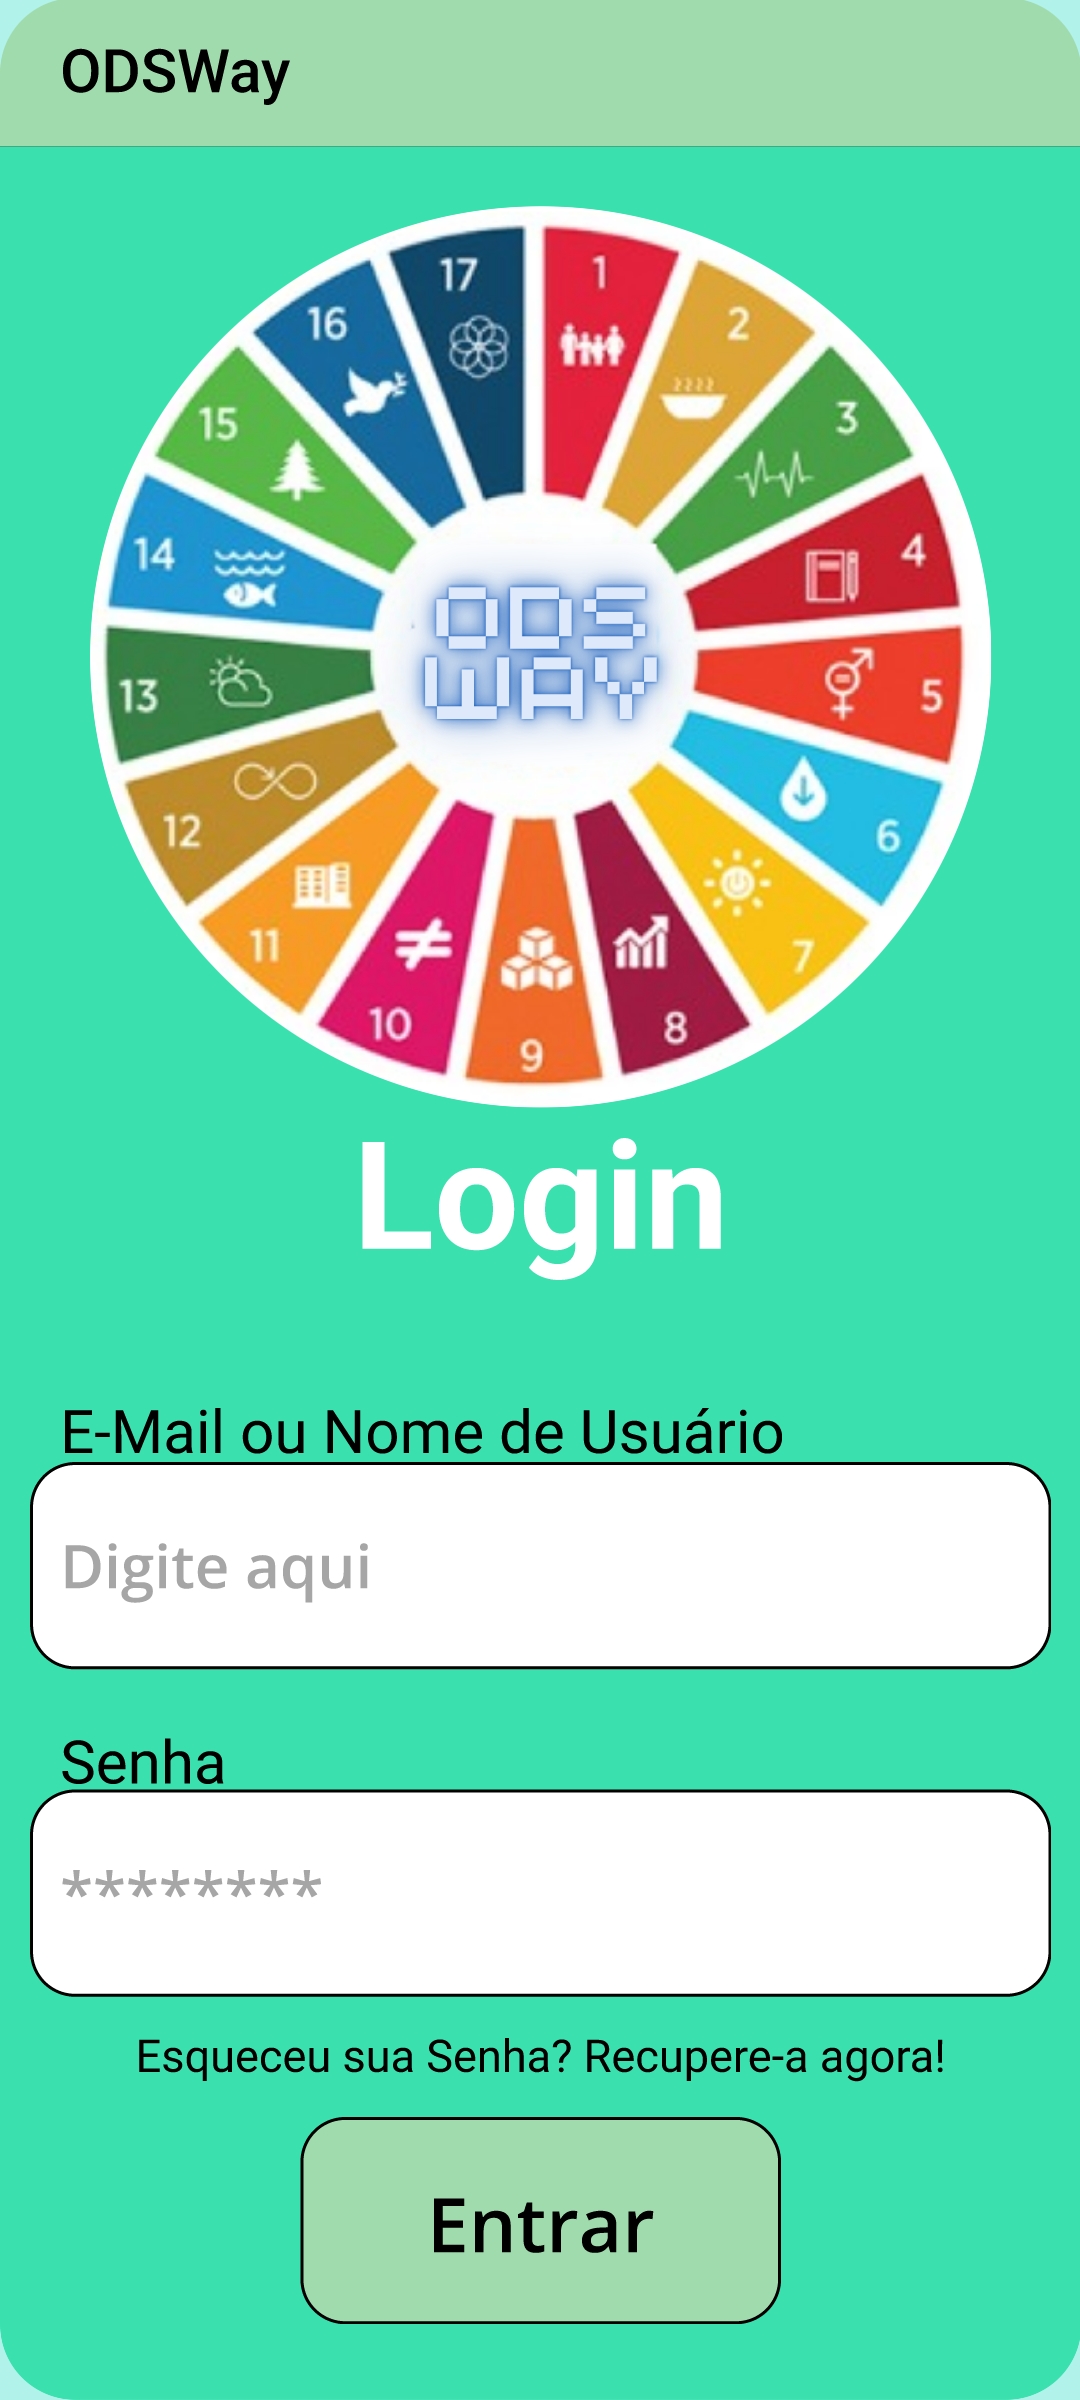 ODSWay
17
1
16
2
15
3
14
4
ODS
WAY
13
5
12
6
11
7
10
8
9
Login
E-Mail ou Nome de Usuário
Digite aqui
Senha
********
Esqueceu sua Senha? Recupere-a agora!
Entrar